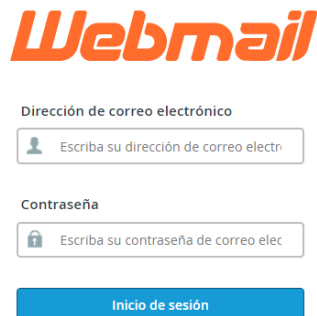 Webmail
Dirección de correo electrónico
Escriba su dirección de correo electr
Contraseña
Escriba su contraseña de correo elec
Inicio de sesión